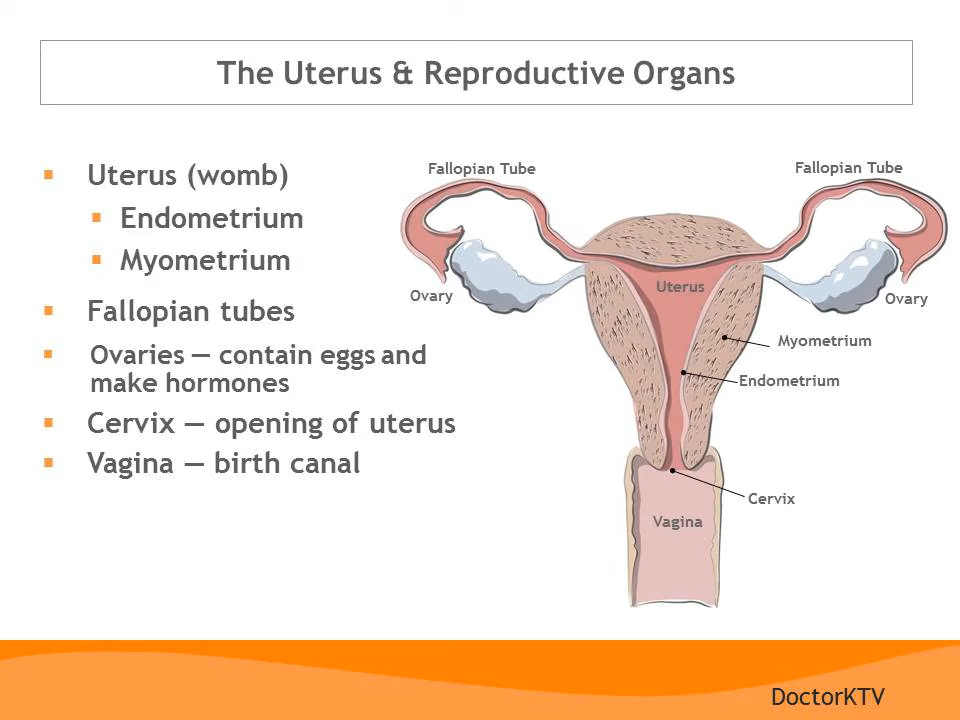 The Uterus & Reproductive Organs
▪ Uterus (womb)
▪ Endometrium
▪ Myometrium
▪ Fallopian tubes
▪ Ovaries — contain eggs and
make hormones
▪ Cervix — opening of uterus
▪ Vagina — birth canal
Fallopian Tube
Fallopian Tube
Uterus
Ovary
Ovary
Myometrium
Endometrium
Cervix
Vagina
DoctorKTV